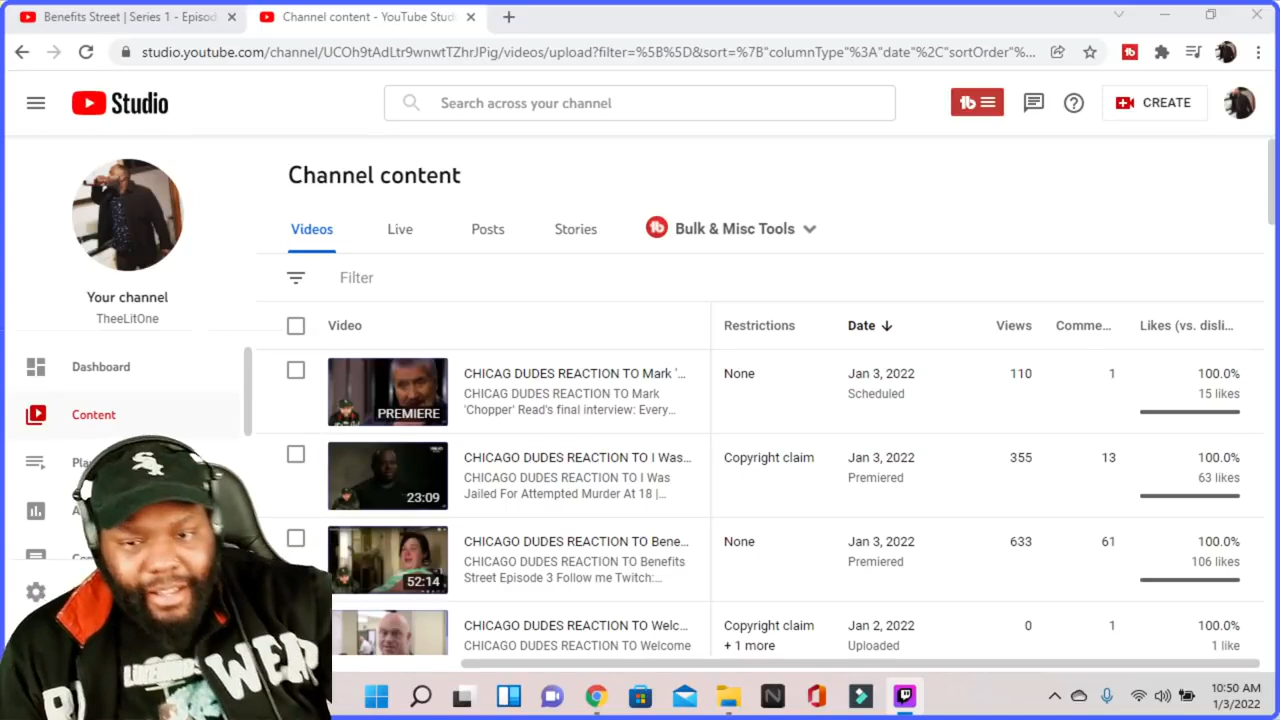 Benefits Street | Series 1 - Episod
Channel content - YouTube Studi
studio.youtube.com/channel/UCOh9tAdLtr9wnwtTZhrJPig/videos/upload?filter=%5B%5D&sort=%7B"columnType"%3A"date"%2C"sortOrder"%...
Studio
Search across your channel
CREATE
Your channel
TheeLitOne
Dashboard
Content
Channel content
Videos
Live
Posts
Stories
Bulk & Misc Tools
Filter
Video
Restrictions
Date
Views
Comme...
Likes (vs. disli...
PREMIERE
CHICAG DUDES REACTION TO Mark '...
CHICAG DUDES REACTION TO Mark
'Chopper' Read's final interview: Every...
None
Jan 3, 2022
Scheduled
110
1
100.0%
15 likes
23:09
CHICAGO DUDES REACTION TO I Was...
CHICAGO DUDES REACTION TO I Was
Jailed For Attempted Murder At 18 |...
Copyright claim
Jan 3, 2022
Premiered
355
13
100.0%
63 likes
52:14
CHICAGO DUDES REACTION TO Bene...
CHICAGO DUDES REACTION TO Benefits
Street Episode 3 Follow me Twitch:...
None
Jan 3, 2022
Premiered
633
61
100.0%
106 likes
CHICAGO DUDES REACTION TO Welc...
CHICAGO DUDES REACTION TO Welcome
Copyright claim
+ 1 more
Jan 2, 2022
Uploaded
0
1
100.0%
1 like
10:50 AM
1/3/2022